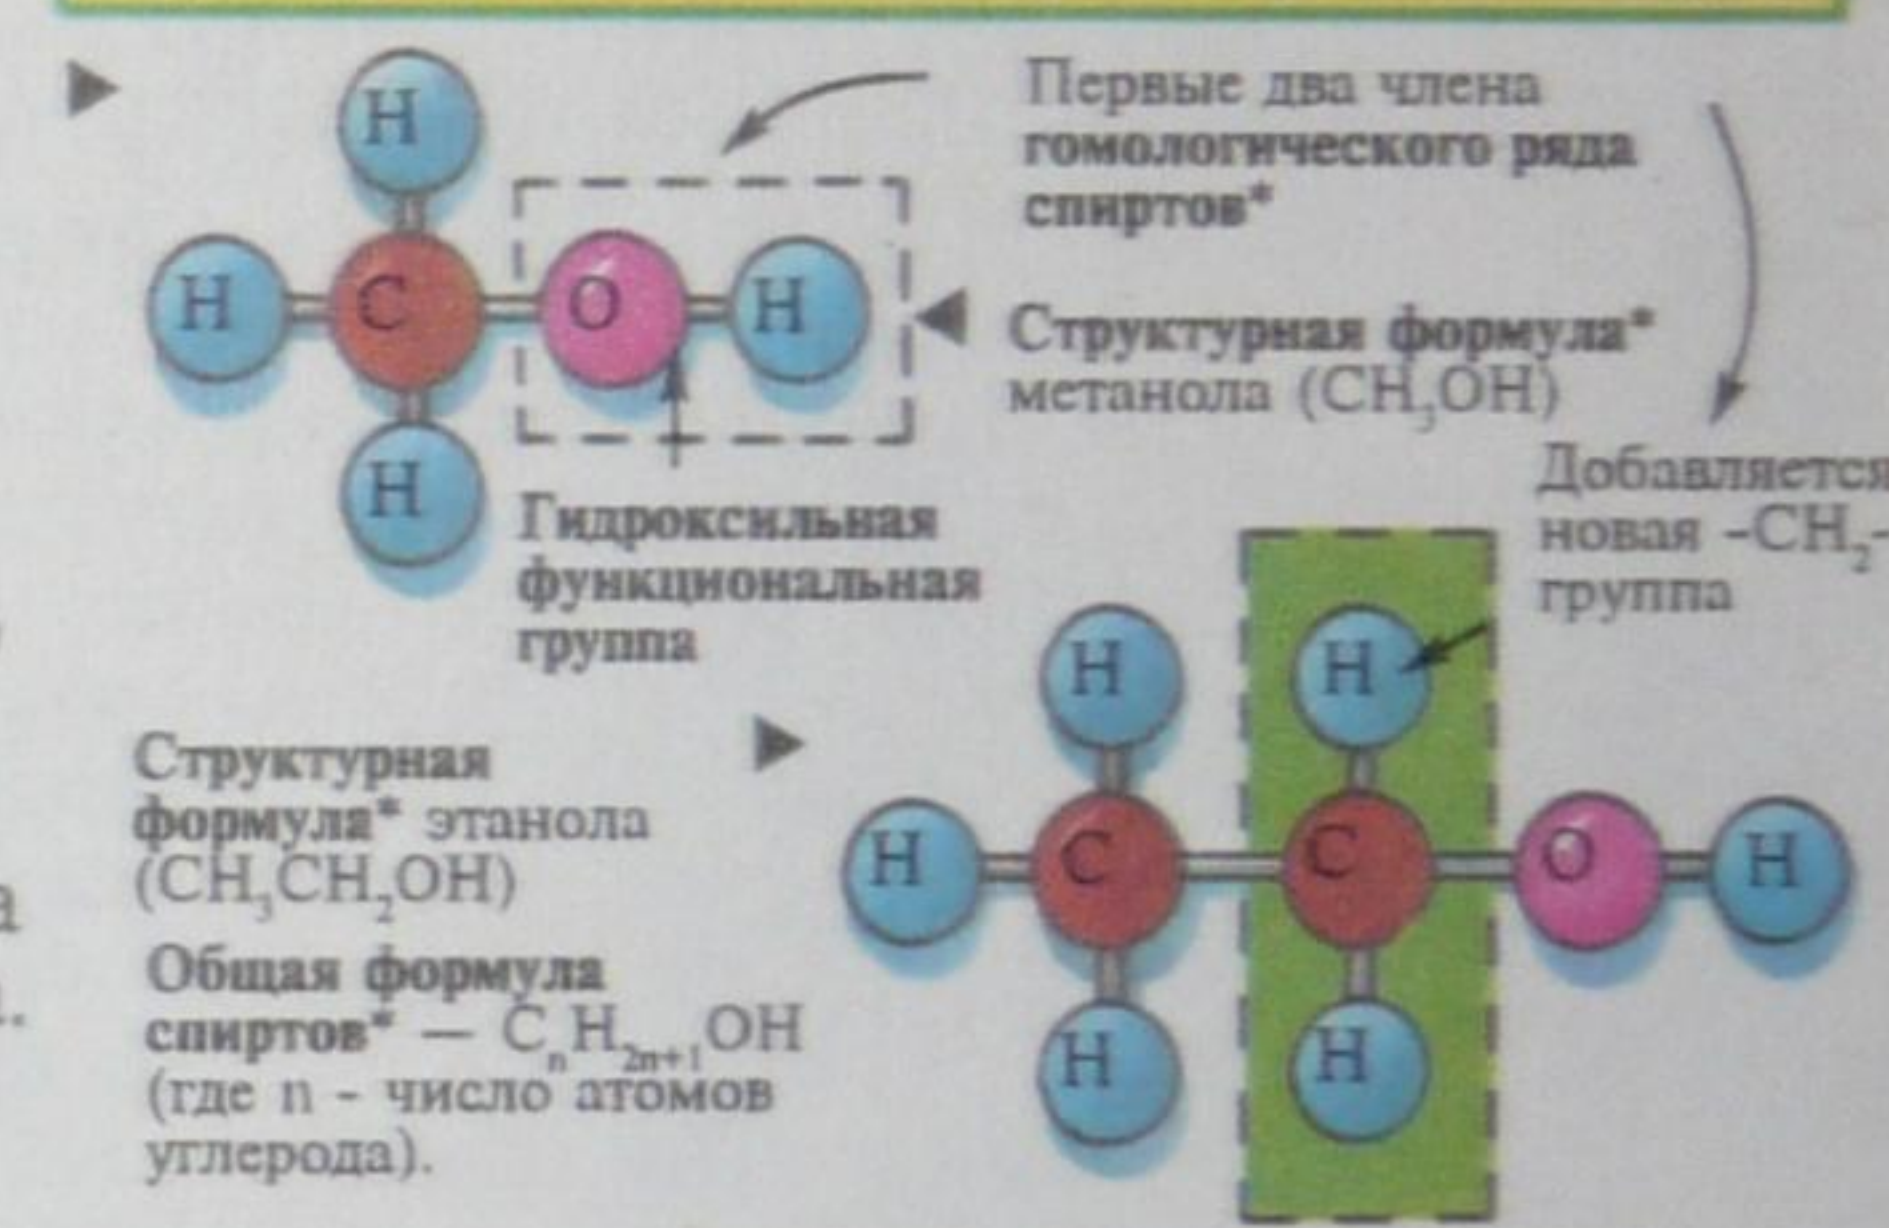 Первые два члена
гомологического ряда
спиртов*
H
H C O H
H
Структурная формула*
метанола (CH₃OH)
Гидроксильная
функциональная
группа
Добавляется
новая -CH₂-
группа
H H
H C C O H
H H
Структурная
формула* этанола
(CH₃CH₂OH)
Общая формула
спиртов* — CₙH₂ₙ₊₁OH
(где n - число атомов
углерода).